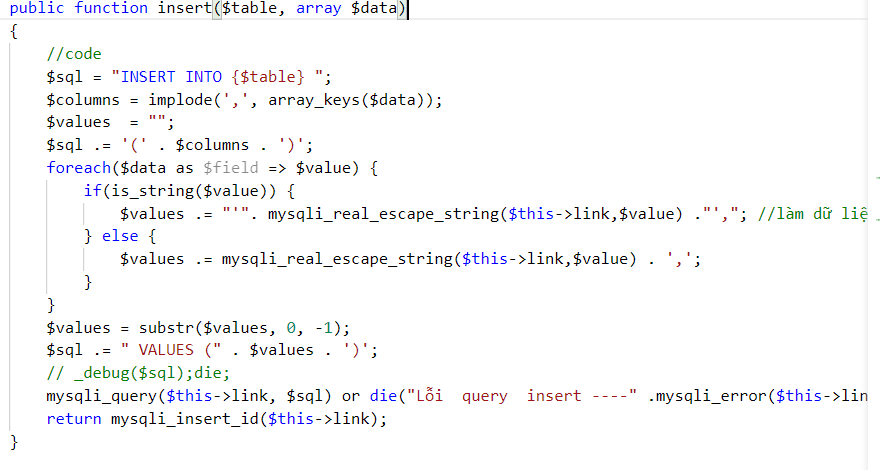 public function insert($table, array $data)
{
    //code
    $sql = "INSERT INTO {$table} ";
    $columns = implode(',', array_keys($data));
    $values  = "";
    $sql .= '(' . $columns . ')';
    foreach($data as $field => $value) {
        if(is_string($value)) {
            $values .= "'". mysqli_real_escape_string($this->link,$value) ."',"; //làm dữ liệ
        } else {
            $values .= mysqli_real_escape_string($this->link,$value) . ',';
        }
    }
    $values = substr($values, 0, -1);
    $sql .= " VALUES (" . $values . ')';
    // _debug($sql);die;
    mysqli_query($this->link, $sql) or die("Lỗi  query  insert ----" .mysqli_error($this->lin
    return mysqli_insert_id($this->link);
}